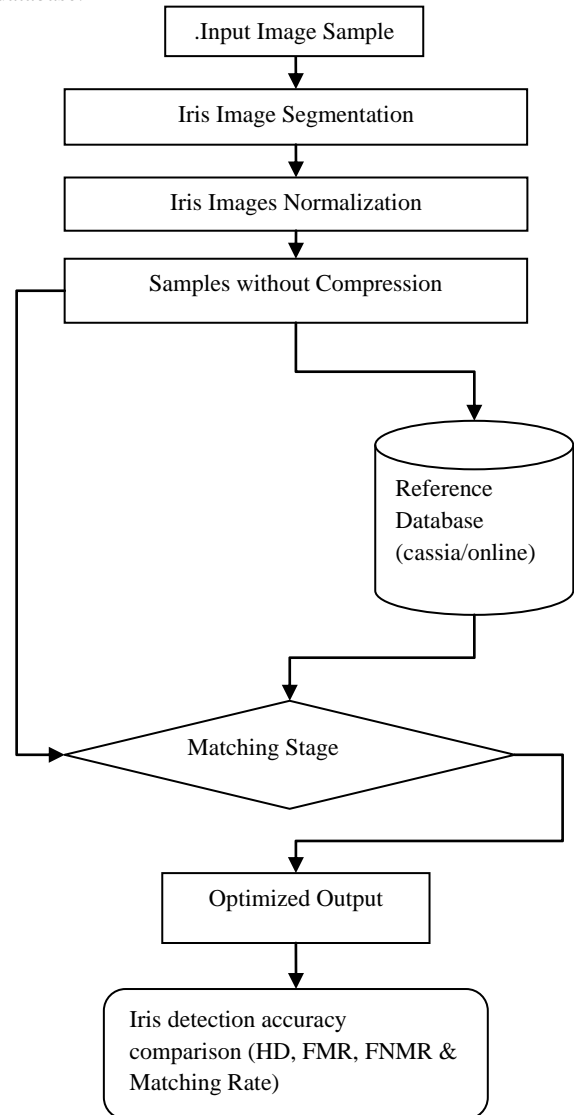 database.
.Input Image Sample
Iris Image Segmentation
Iris Images Normalization
Samples without Compression
Reference
Database
(cassia/online)
Matching Stage
Optimized Output
Iris detection accuracy
comparison (HD, FMR, FNMR &
Matching Rate)